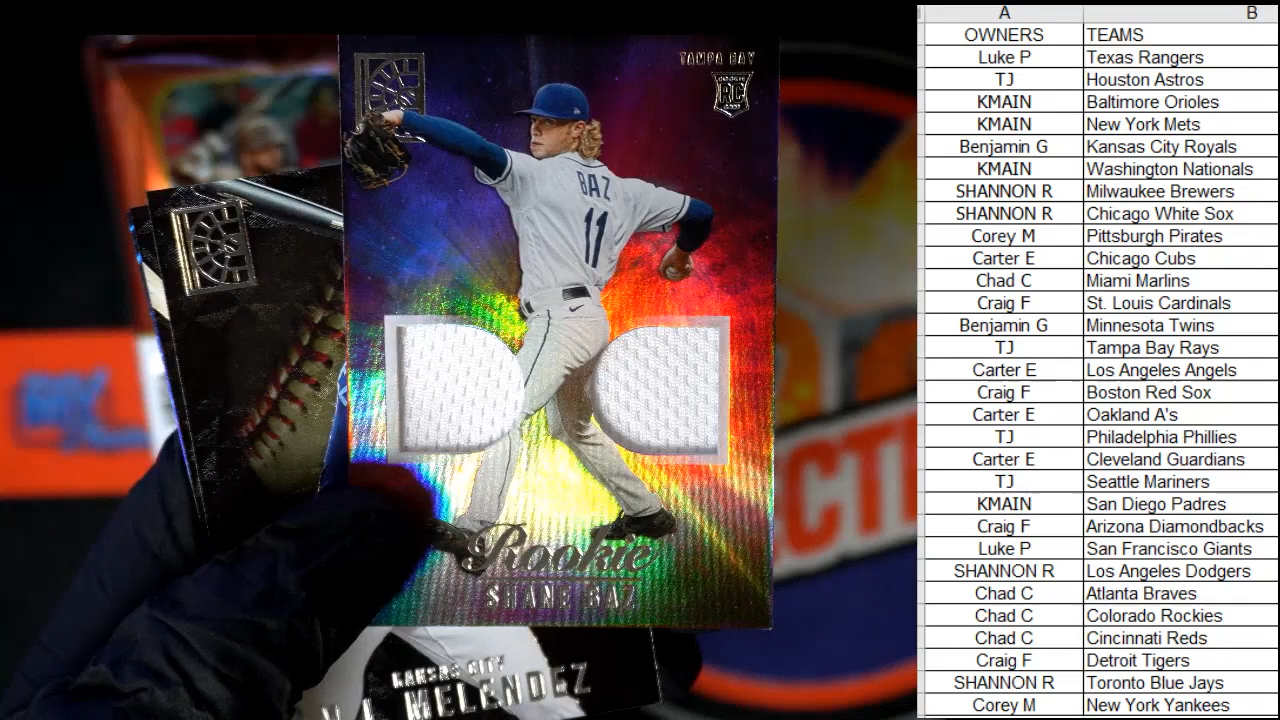 TAMPA BAY
ROOKIE
RC
BAZ
11
Rookie
SHANE BAZ
KANSAS CITY
M.J. MELENDEZ
A B
OWNERS TEAMS
Luke P Texas Rangers
TJ Houston Astros
KMAIN Baltimore Orioles
KMAIN New York Mets
Benjamin G Kansas City Royals
KMAIN Washington Nationals
SHANNON R Milwaukee Brewers
SHANNON R Chicago White Sox
Corey M Pittsburgh Pirates
Carter E Chicago Cubs
Chad C Miami Marlins
Craig F St. Louis Cardinals
Benjamin G Minnesota Twins
TJ Tampa Bay Rays
Carter E Los Angeles Angels
Craig F Boston Red Sox
Carter E Oakland A's
TJ Philadelphia Phillies
Carter E Cleveland Guardians
TJ Seattle Mariners
KMAIN San Diego Padres
Craig F Arizona Diamondbacks
Luke P San Francisco Giants
SHANNON R Los Angeles Dodgers
Chad C Atlanta Braves
Chad C Colorado Rockies
Chad C Cincinnati Reds
Craig F Detroit Tigers
SHANNON R Toronto Blue Jays
Corey M New York Yankees